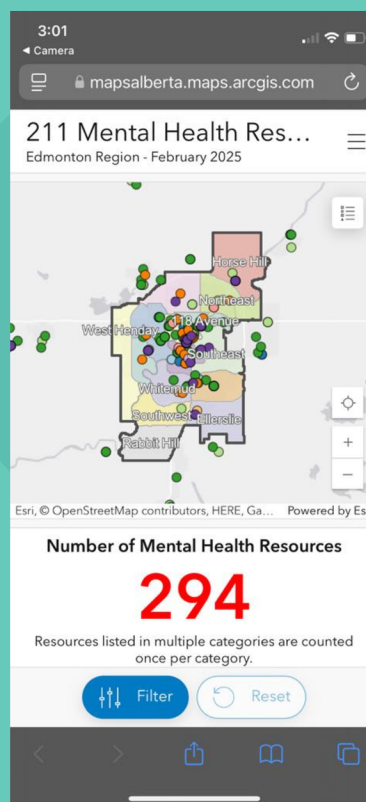 3:01
◀ Camera
mapsalberta.maps.arcgis.com
211 Mental Health Res...
Edmonton Region - February 2025
Horse Hill
Northeast
118 Avenue
West Henday
Southeast
Whitemud
Southwest
Ellerslie
Rabbit Hill
+
−
Esri, © OpenStreetMap contributors, HERE, Ga... Powered by Es
Number of Mental Health Resources
294
Resources listed in multiple categories are counted
once per category.
Filter Reset